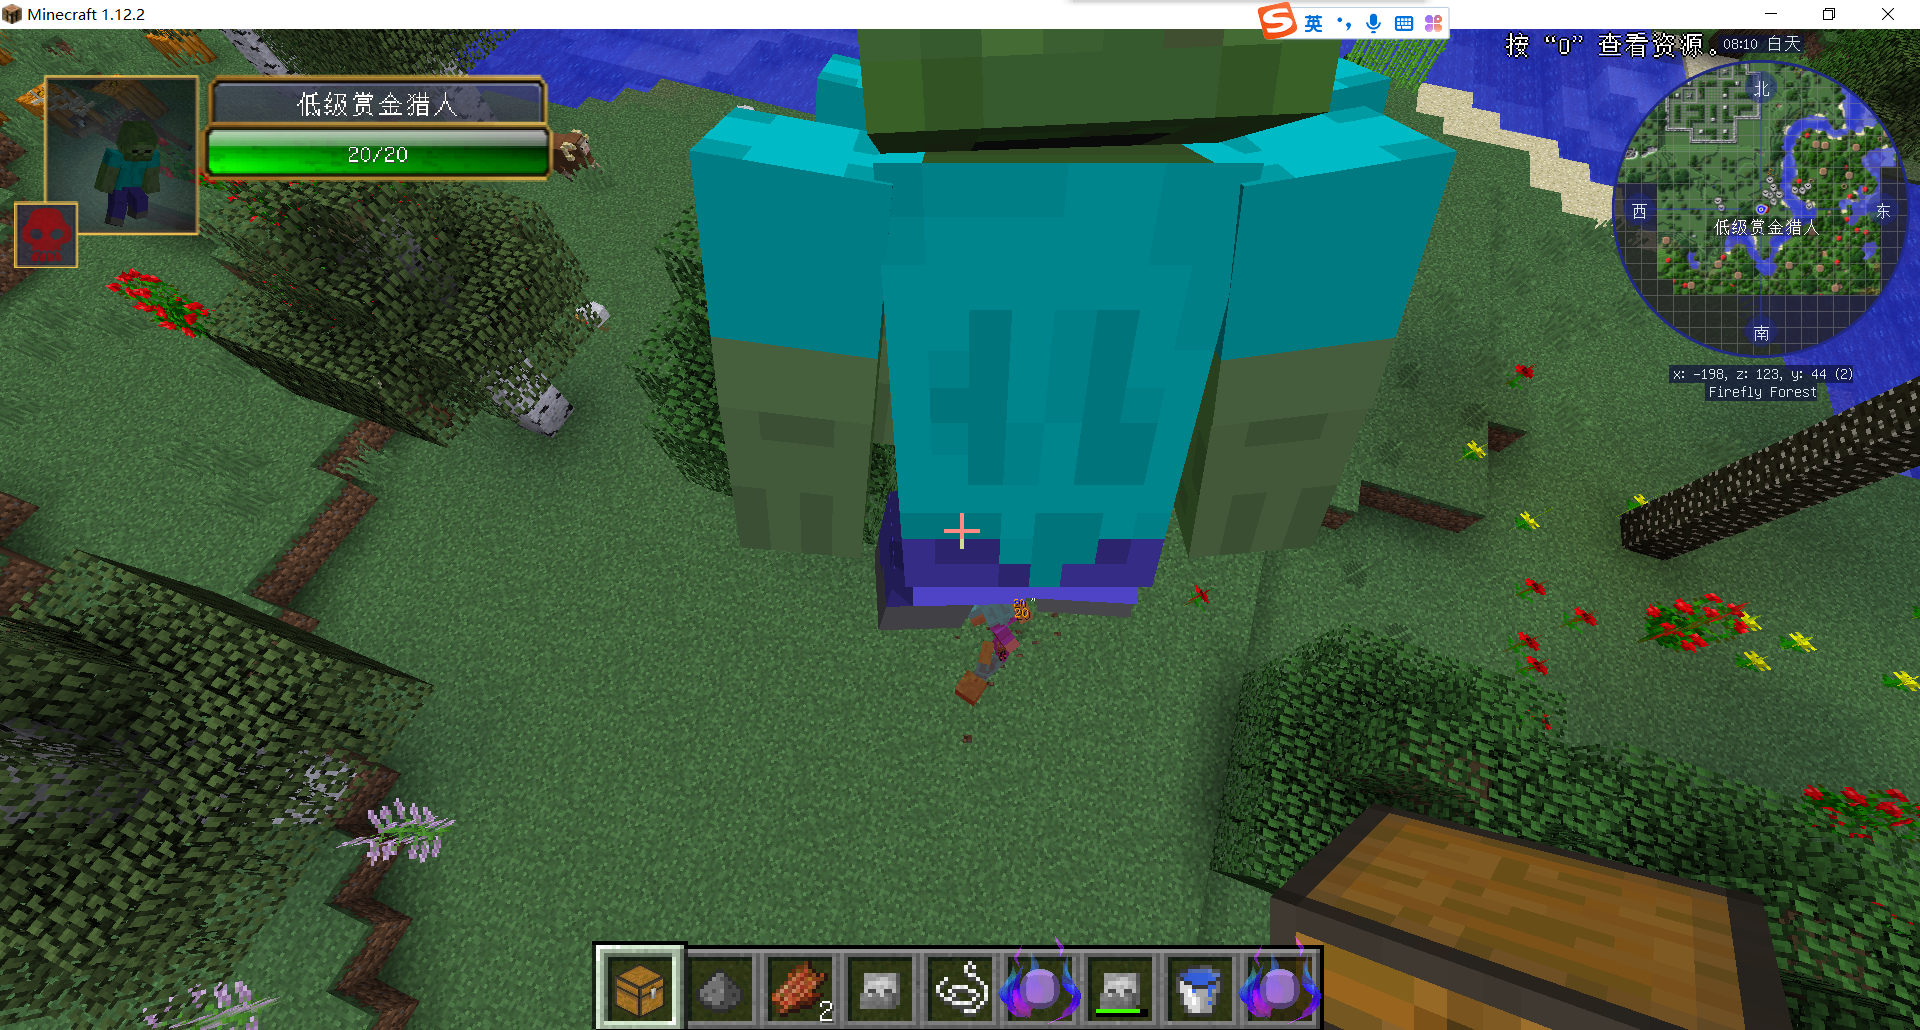 Minecraft 1.12.2
英
按 “0” 查看资源。
08:10 白天
低级赏金猎人
20/20
北
西
东
低级赏金猎人
南
x: -198, z: 123, y: 44 (2)
Firefly Forest
20
2